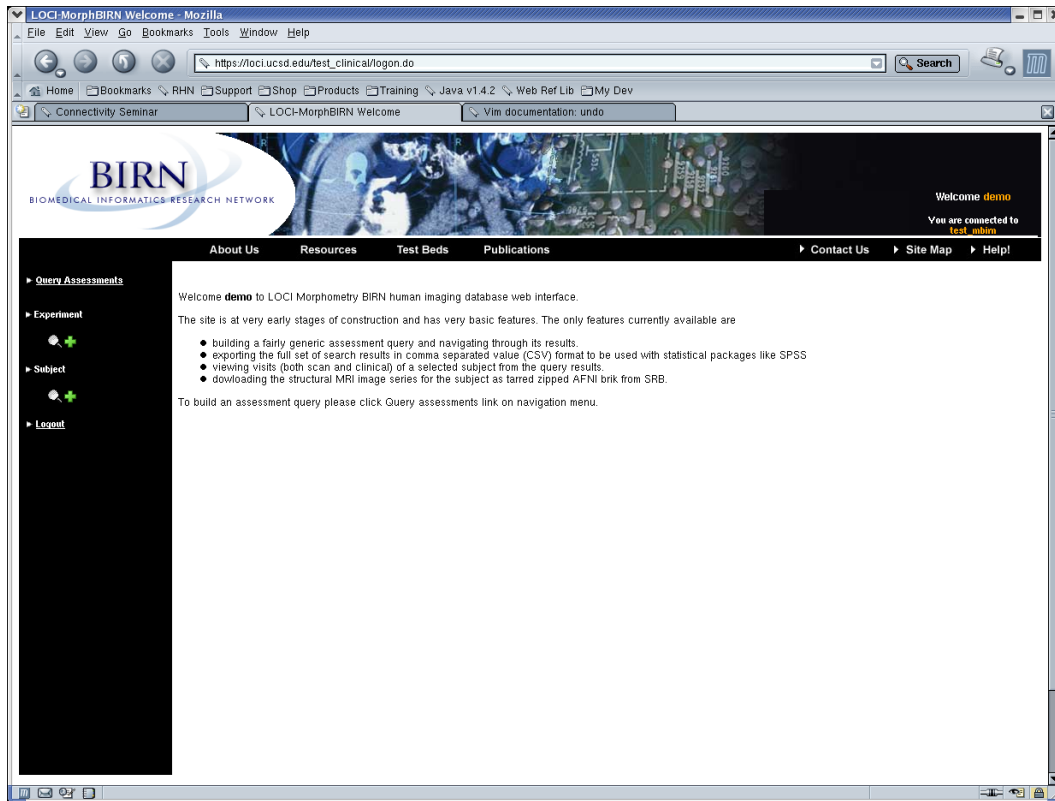 LOCI-MorphBIRN Welcome - Mozilla
File Edit View Go Bookmarks Tools Window Help
https://loci.ucsd.edu/test_clinical/logon.do
Search
Home Bookmarks RHN Support Shop Products Training Java v1.4.2 Web Ref Lib My Dev
Connectivity Seminar LOCI-MorphBIRN Welcome Vim documentation: undo
BIRN
BIOMEDICAL INFORMATICS RESEARCH NETWORK
Welcome demo
You are connected to
test_mbirn
About Us Resources Test Beds Publications Contact Us Site Map Help!
Query Assessments
Experiment
Subject
Logout
Welcome demo to LOCI Morphometry BIRN human imaging database web interface.
The site is at very early stages of construction and has very basic features. The only features currently available are
building a fairly generic assessment query and navigating through its results.
exporting the full set of search results in comma separated value (CSV) format to be used with statistical packages like SPSS
viewing visits (both scan and clinical) of a selected subject from the query results.
dowloading the structural MRI image series for the subject as tarred zipped AFNI brik from SRB.
To build an assessment query please click Query assessments link on navigation menu.